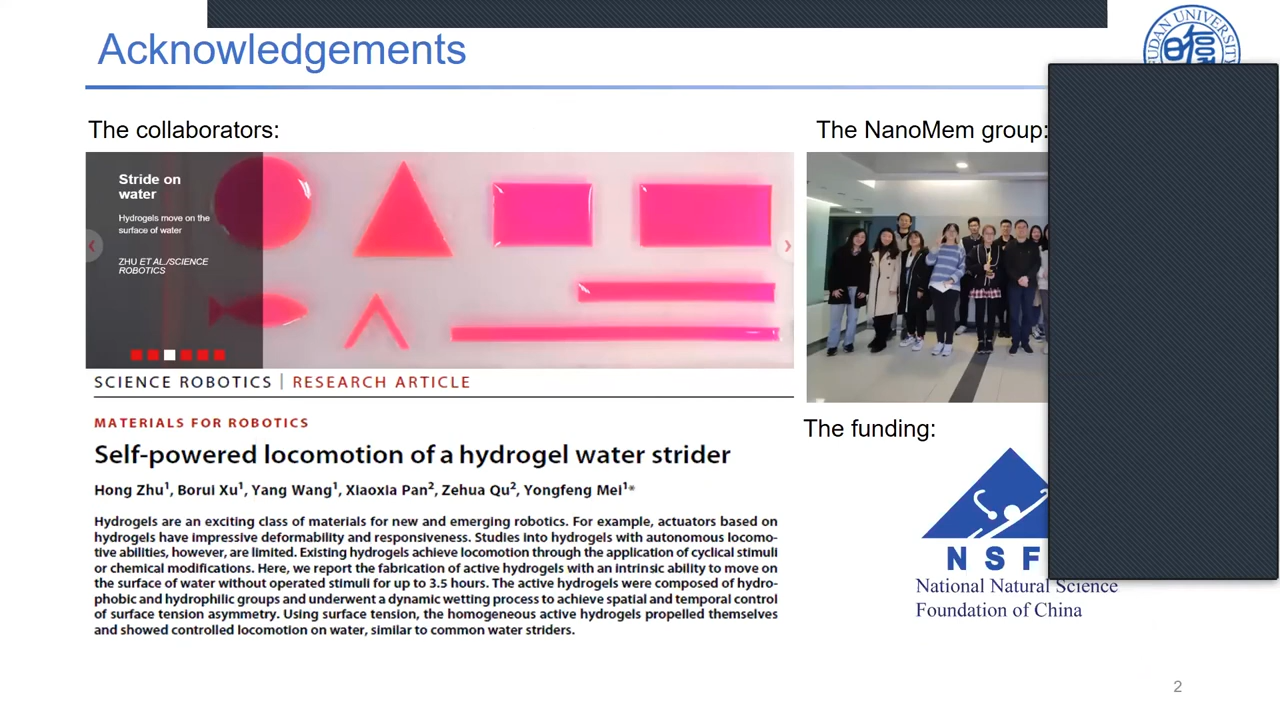 Acknowledgements
FUDAN UNIVERSITY
The collaborators:
Stride on
water
Hydrogels move on the
surface of water
ZHU ET AL./SCIENCE
ROBOTICS
SCIENCE ROBOTICS | RESEARCH ARTICLE
MATERIALS FOR ROBOTICS
Self-powered locomotion of a hydrogel water strider
Hong Zhu1, Borui Xu1, Yang Wang1, Xiaoxia Pan2, Zehua Qu2, Yongfeng Mei1*
Hydrogels are an exciting class of materials for new and emerging robotics. For example, actuators based on
hydrogels have impressive deformability and responsiveness. Studies into hydrogels with autonomous locomo-
tive abilities, however, are limited. Existing hydrogels achieve locomotion through the application of cyclical stimuli
or chemical modifications. Here, we report the fabrication of active hydrogels with an intrinsic ability to move on
the surface of water without operated stimuli for up to 3.5 hours. The active hydrogels were composed of hydro-
phobic and hydrophilic groups and underwent a dynamic wetting process to achieve spatial and temporal control
of surface tension asymmetry. Using surface tension, the homogeneous active hydrogels propelled themselves
and showed controlled locomotion on water, similar to common water striders.
The NanoMem group:
The funding:
NSF
National Natural Science
Foundation of China
2